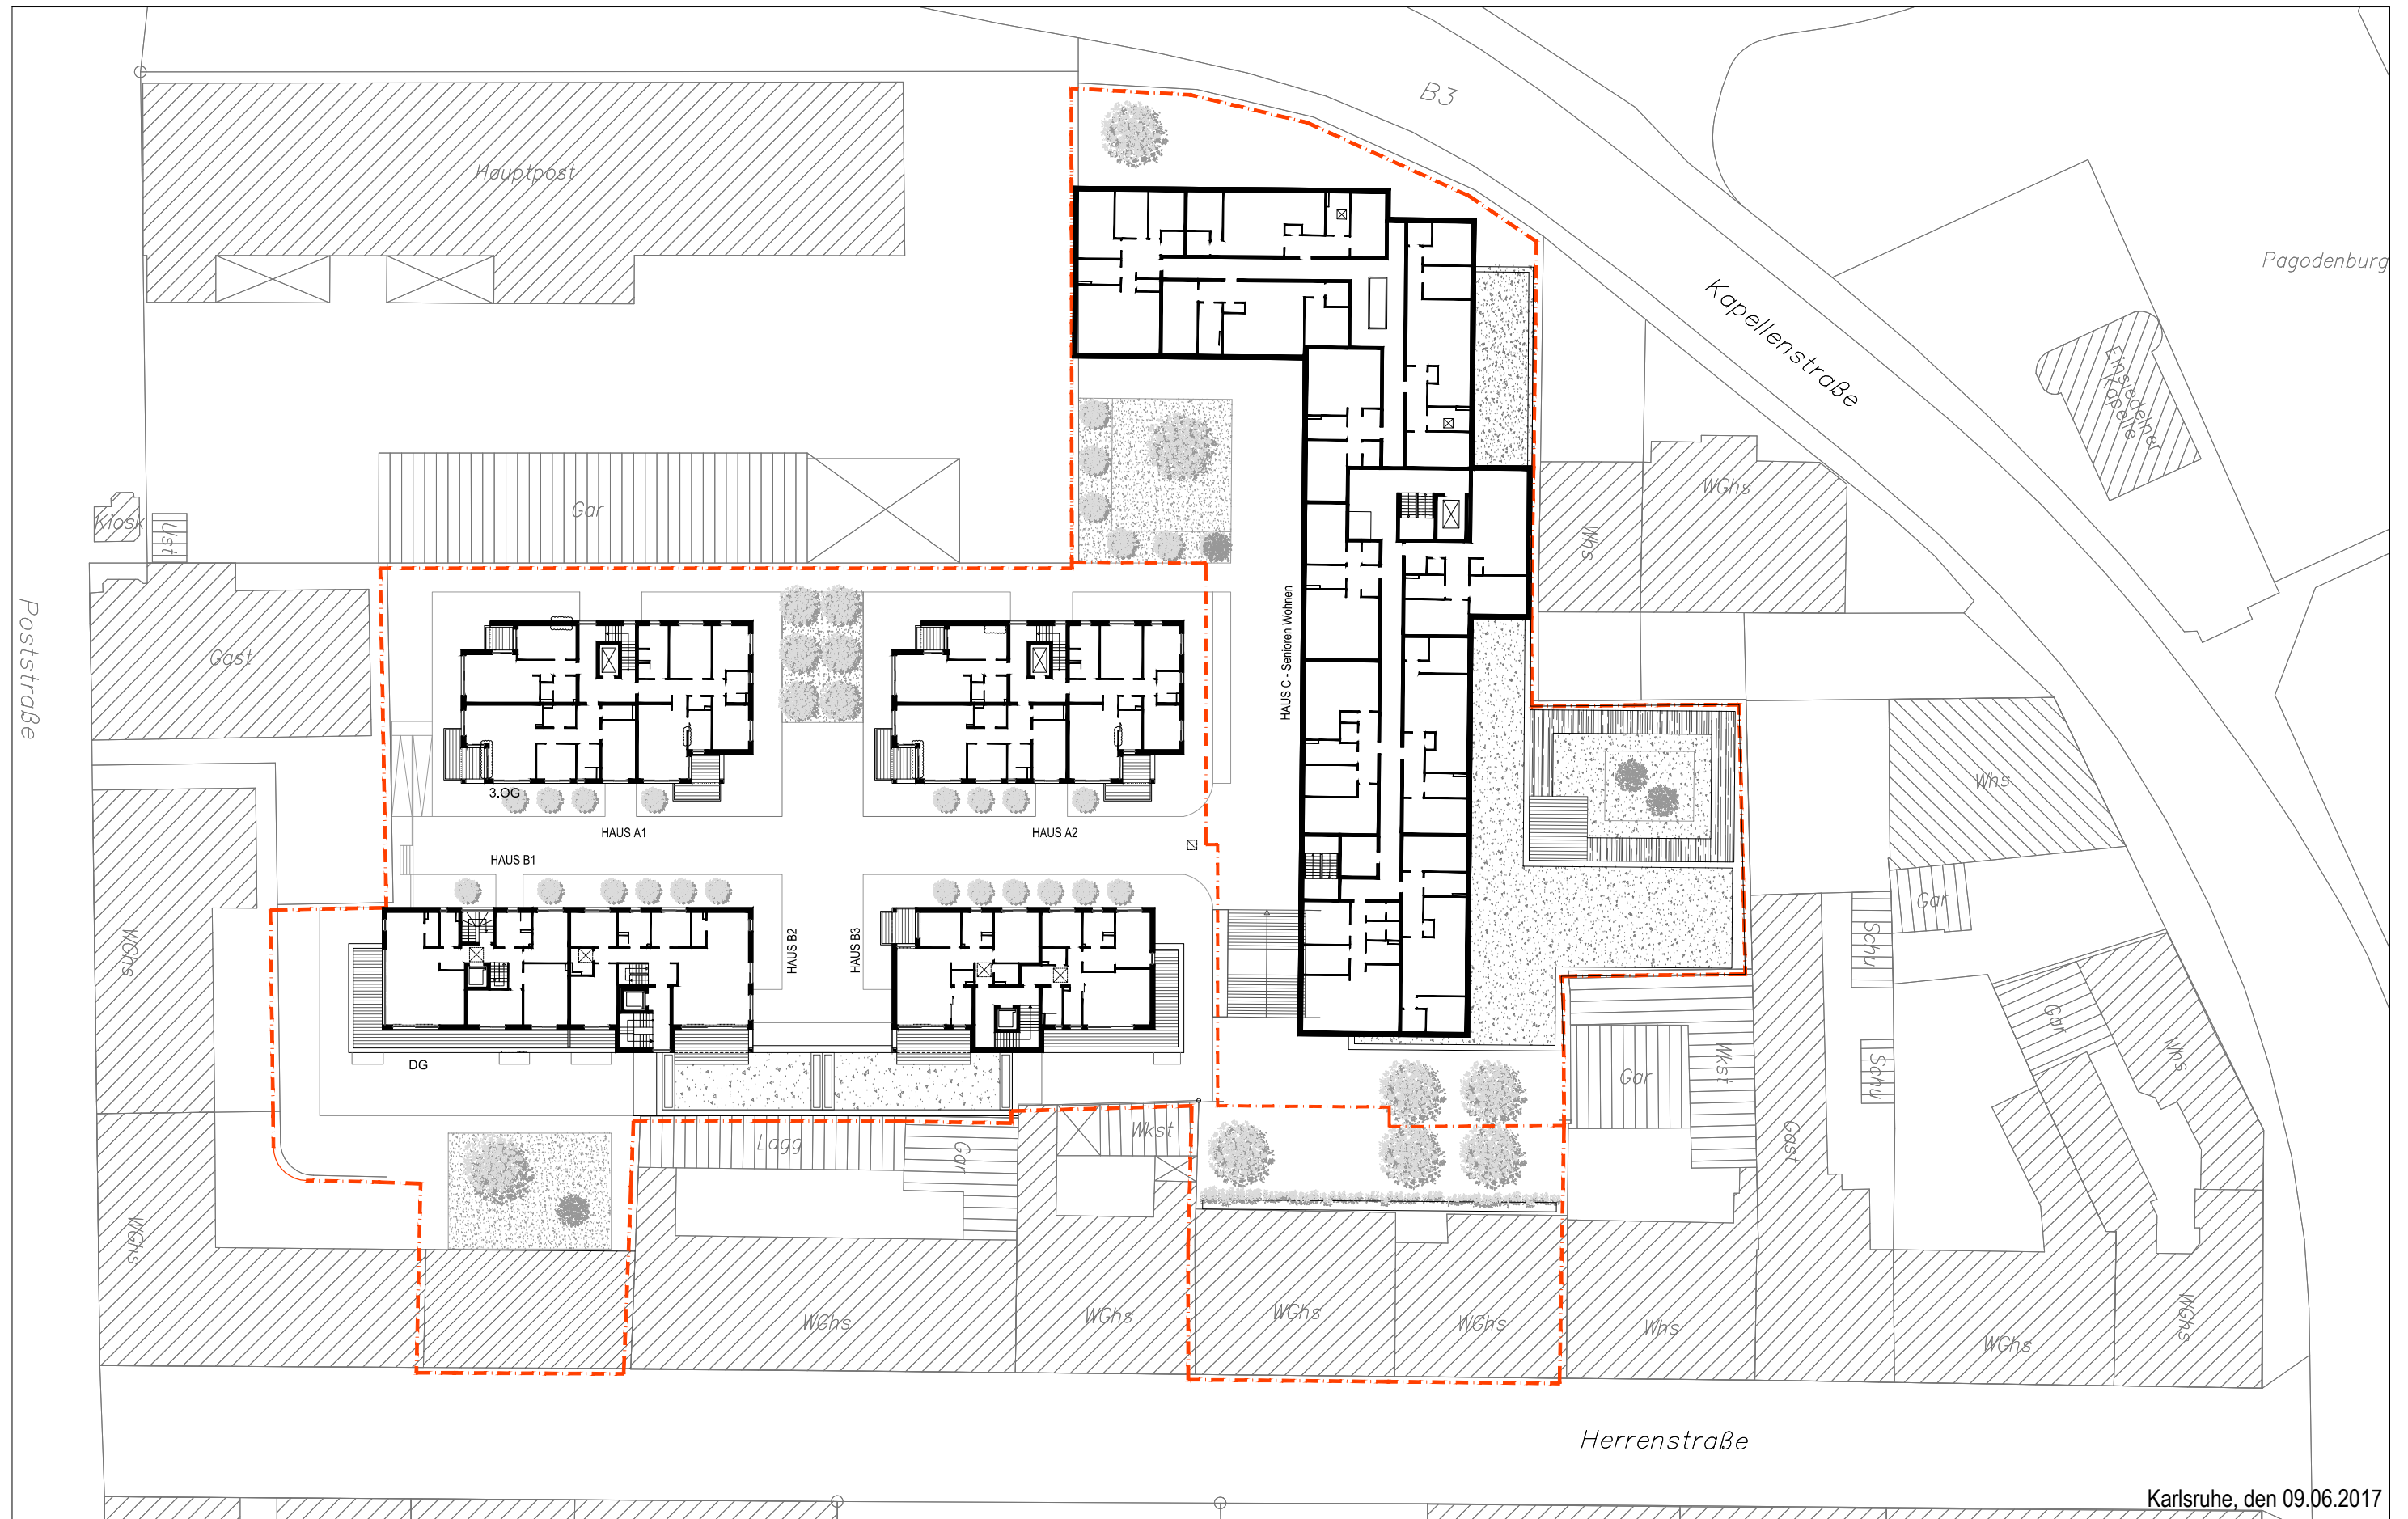 B3
Hauptpost
Pagodenburg
Kapellenstraße
Einsiedelner
Kapelle
WGhs
Gar
Kiosk
Ust
Whs
HAUS C - Senioren Wohnen
Poststraße
Gast
3.OG
HAUS A1
HAUS A2
HAUS B1
Whs
Gar
Schu
WGhs
HAUS B2
HAUS B3
DG
Gar
Whs
Schu
Gar
Wkst
Lagg
Gar
Wkst
Gast
WGhs
WGhs
WGhs
WGhs
WGhs
Whs
WGhs
WGhs
Herrenstraße
Karlsruhe, den 09.06.2017